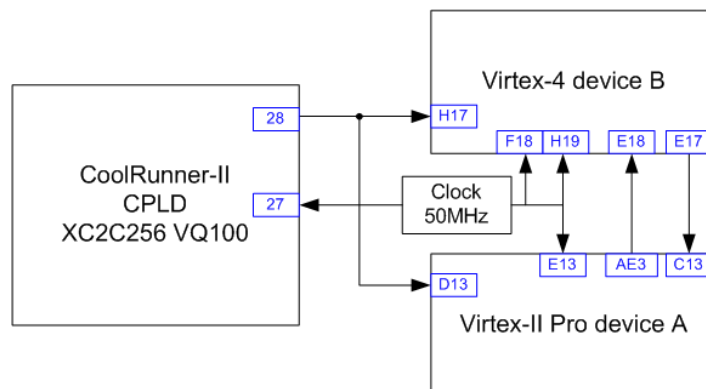 Virtex-4 device B
28
H17
F18 H19 E18 E17
CoolRunner-II
CPLD
XC2C256 VQ100
27
Clock
50MHz
E13 AE3 C13
D13
Virtex-II Pro device A